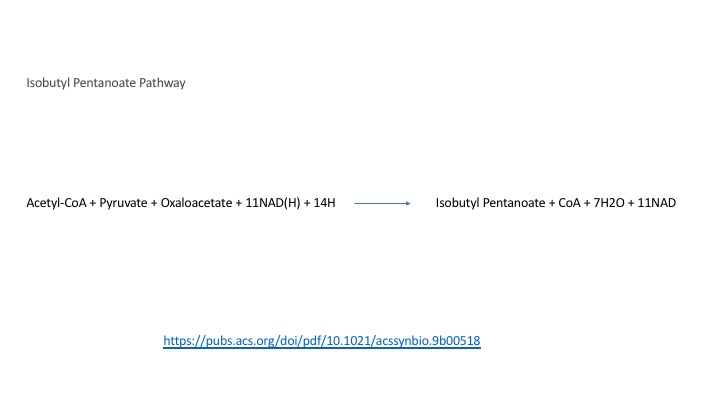 Isobutyl Pentanoate Pathway
Acetyl-CoA + Pyruvate + Oxaloacetate + 11NAD(H) + 14H → Isobutyl Pentanoate + CoA + 7H2O + 11NAD
https://pubs.acs.org/doi/pdf/10.1021/acssynbio.9b00518